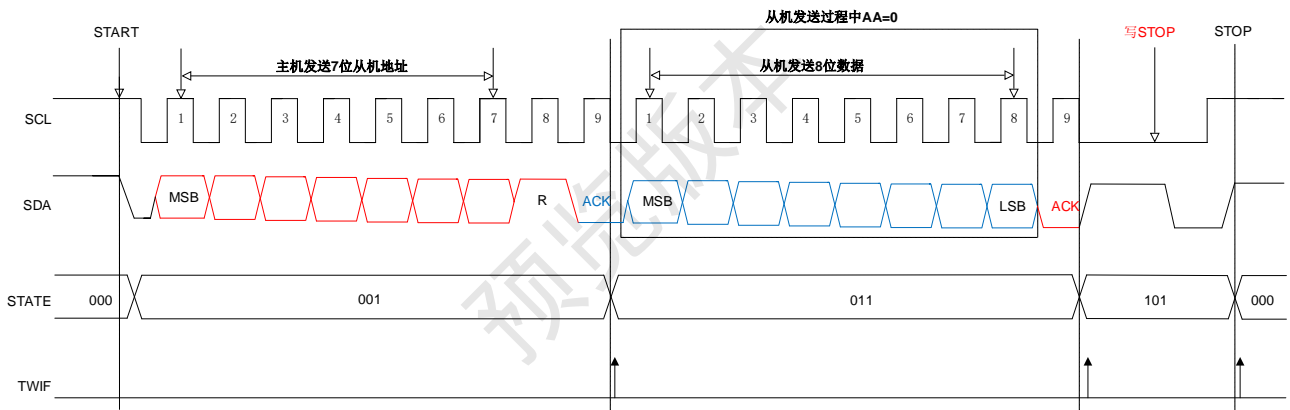 从机发送过程中AA=0
START
写STOP
STOP
主机发送7位从机地址
从机发送8位数据
SCL
1 2 3 4 5 6 7 8 9 1 2 3 4 5 6 7 8 9
SDA
MSB R ACK MSB LSB ACK
STATE
000 001 011 101 000
TWIF
预览版本